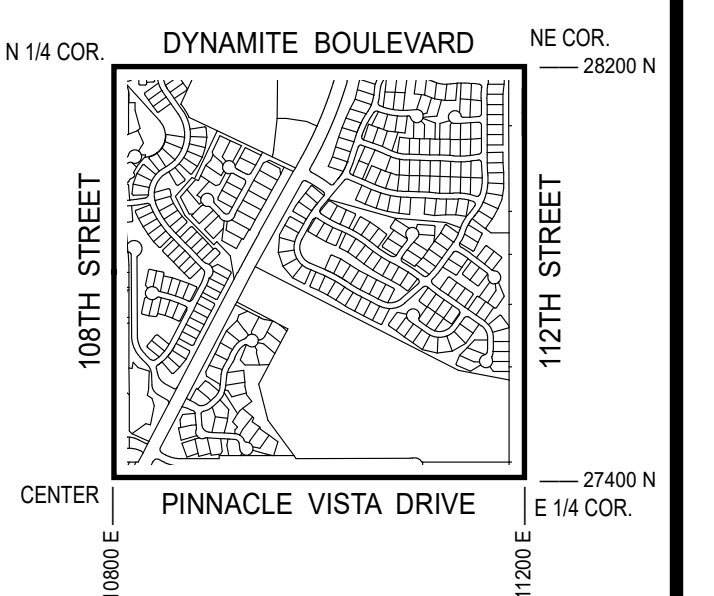 N 1/4 COR.
DYNAMITE BOULEVARD
NE COR.
28200 N
108TH STREET
112TH STREET
27400 N
CENTER
PINNACLE VISTA DRIVE
E 1/4 COR.
10800 E
11200 E